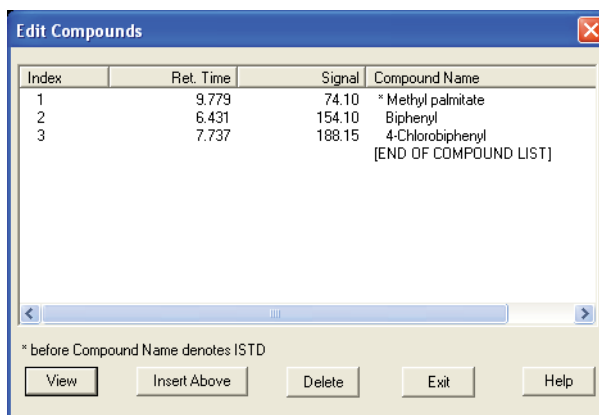 Edit Compounds
Index Ret. Time Signal Compound Name
1 9.779 74.10 * Methyl palmitate
2 6.431 154.10 Biphenyl
3 7.737 188.15 4-Chlorobiphenyl
[END OF COMPOUND LIST]
* before Compound Name denotes ISTD
View Insert Above Delete Exit Help